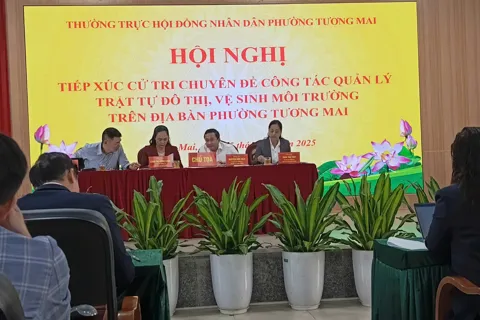 THƯỜNG TRỰC HỘI ĐỒNG NHÂN DÂN PHƯỜNG TƯƠNG MAI
HỘI NGHỊ
TIẾP XÚC CỬ TRI CHUYÊN ĐỀ CÔNG TÁC QUẢN LÝ
TRẬT TỰ ĐÔ THỊ, VỆ SINH MÔI TRƯỜNG
TRÊN ĐỊA BÀN PHƯỜNG TƯƠNG MAI
Mai, 2025
CHỦ TỌA